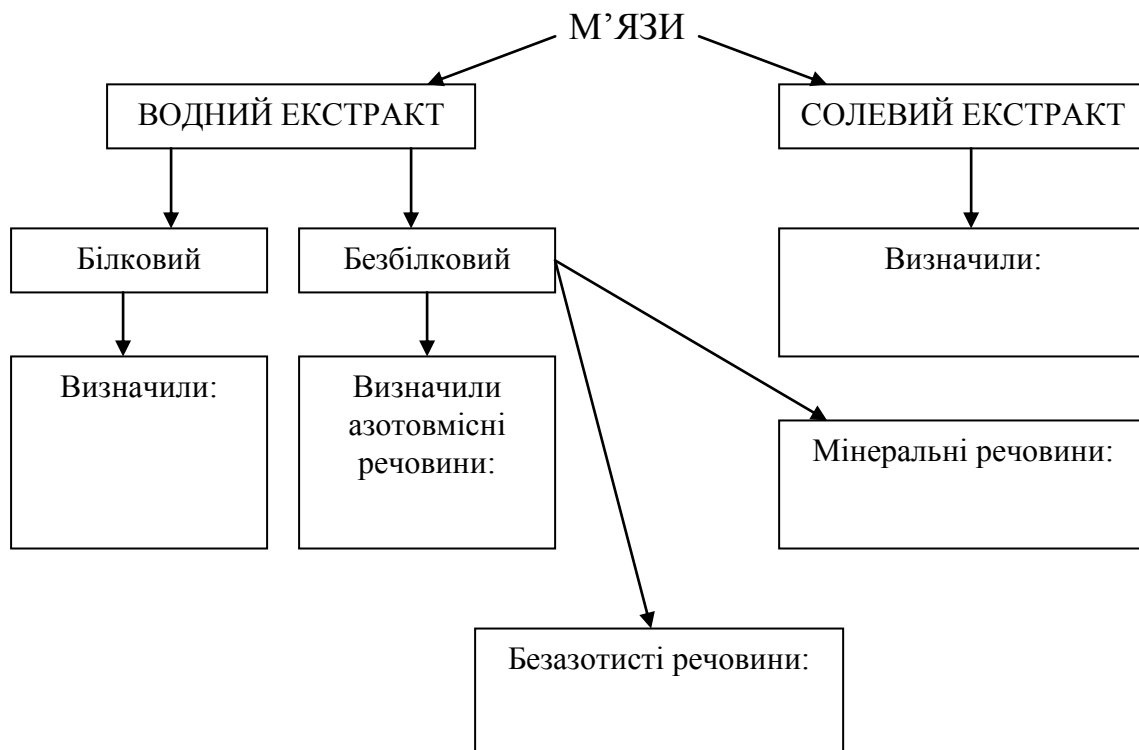 М’ЯЗИ
ВОДНИЙ ЕКСТРАКТ
СОЛЕВИЙ ЕКСТРАКТ
Білковий
Безбілковий
Визначили:
Визначили:
Визначили
азотовмісні
речовини:
Мінеральні речовини:
Безазотисті речовини: